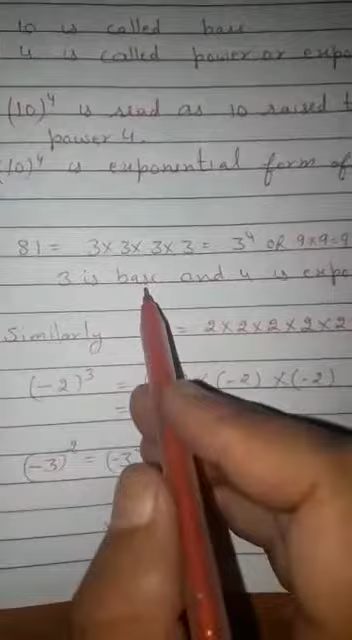 10 is called base
4 is called power or expo
(10)⁴ is read as 10 raised t
power 4.
10)⁴ is exponential form of
81 = 3×3×3×3 = 3⁴ OR 9×9=9
3 is base and 4 is expo
Similarly = 2×2×2×2×2
(-2)³ = × (-2) × (-2)
=
(-3)² = (-3